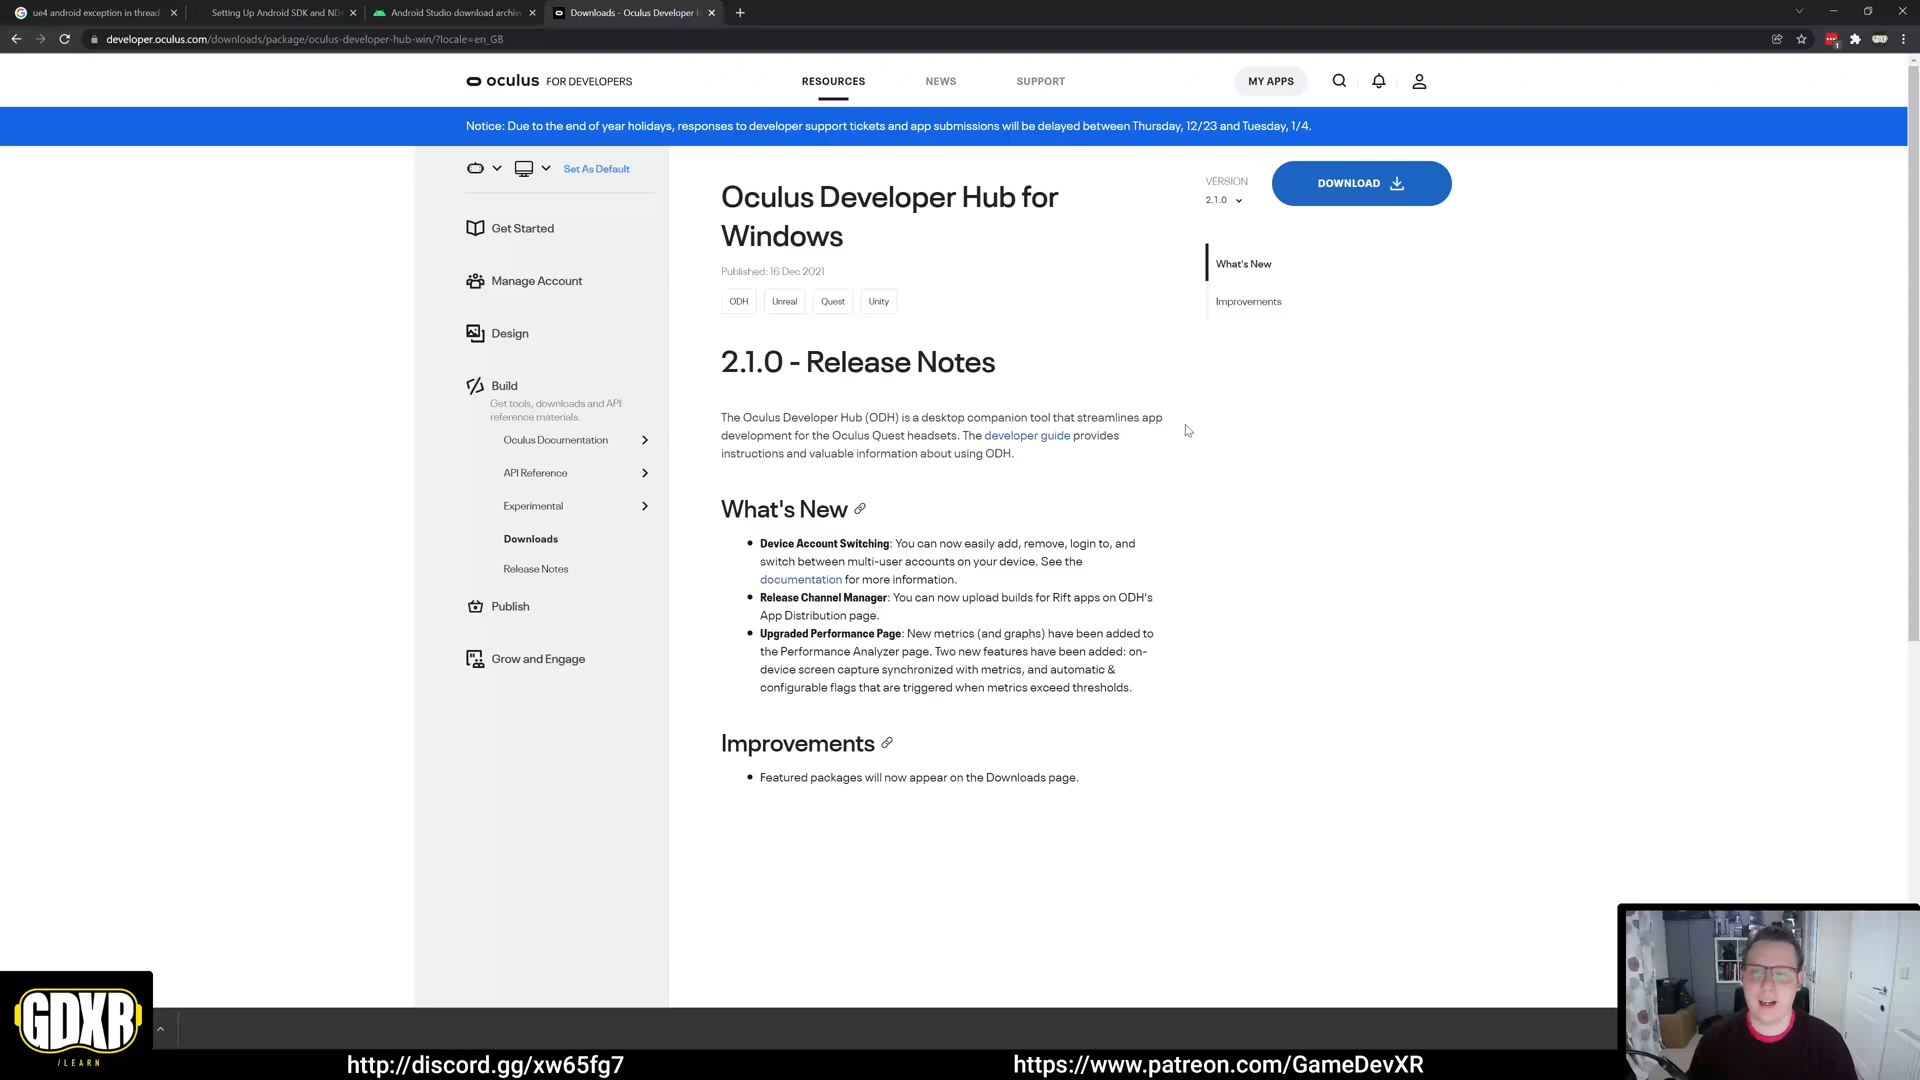 ue4 android exception in thread
Setting Up Android SDK and ND
Android Studio download archiv
Downloads - Oculus Developer H
developer.oculus.com/downloads/package/oculus-developer-hub-win/?locale=en_GB
oculus FOR DEVELOPERS
RESOURCES
NEWS
SUPPORT
MY APPS
Notice: Due to the end of year holidays, responses to developer support tickets and app submissions will be delayed between Thursday, 12/23 and Tuesday, 1/4.
Set As Default
Get Started
Manage Account
Design
Build
Get tools, downloads and API
reference materials.
Oculus Documentation
API Reference
Experimental
Downloads
Release Notes
Publish
Grow and Engage
Oculus Developer Hub for
Windows
Published: 16 Dec 2021
ODH
Unreal
Quest
Unity
VERSION
2.1.0
DOWNLOAD
What's New
Improvements
2.1.0 - Release Notes
The Oculus Developer Hub (ODH) is a desktop companion tool that streamlines app
development for the Oculus Quest headsets. The developer guide provides
instructions and valuable information about using ODH.
What's New
• Device Account Switching: You can now easily add, remove, login to, and
switch between multi-user accounts on your device. See the
documentation for more information.
• Release Channel Manager: You can now upload builds for Rift apps on ODH's
App Distribution page.
• Upgraded Performance Page: New metrics (and graphs) have been added to
the Performance Analyzer page. Two new features have been added: on-
device screen capture synchronized with metrics, and automatic &
configurable flags that are triggered when metrics exceed thresholds.
Improvements
• Featured packages will now appear on the Downloads page.
GDXR
/LEARN
http://discord.gg/xw65fg7
https://www.patreon.com/GameDevXR